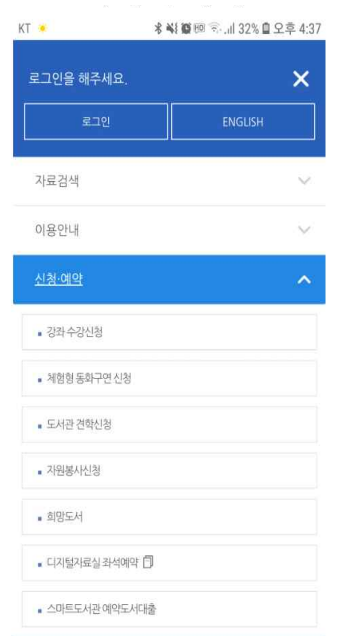 KT 32% 오후 4:37
로그인을 해주세요.
로그인 ENGLISH
자료검색
이용안내
신청·예약
강좌 수강신청
체험형 동화구연 신청
도서관 견학신청
자원봉사신청
희망도서
디지털자료실 좌석예약
스마트도서관 예약도서대출